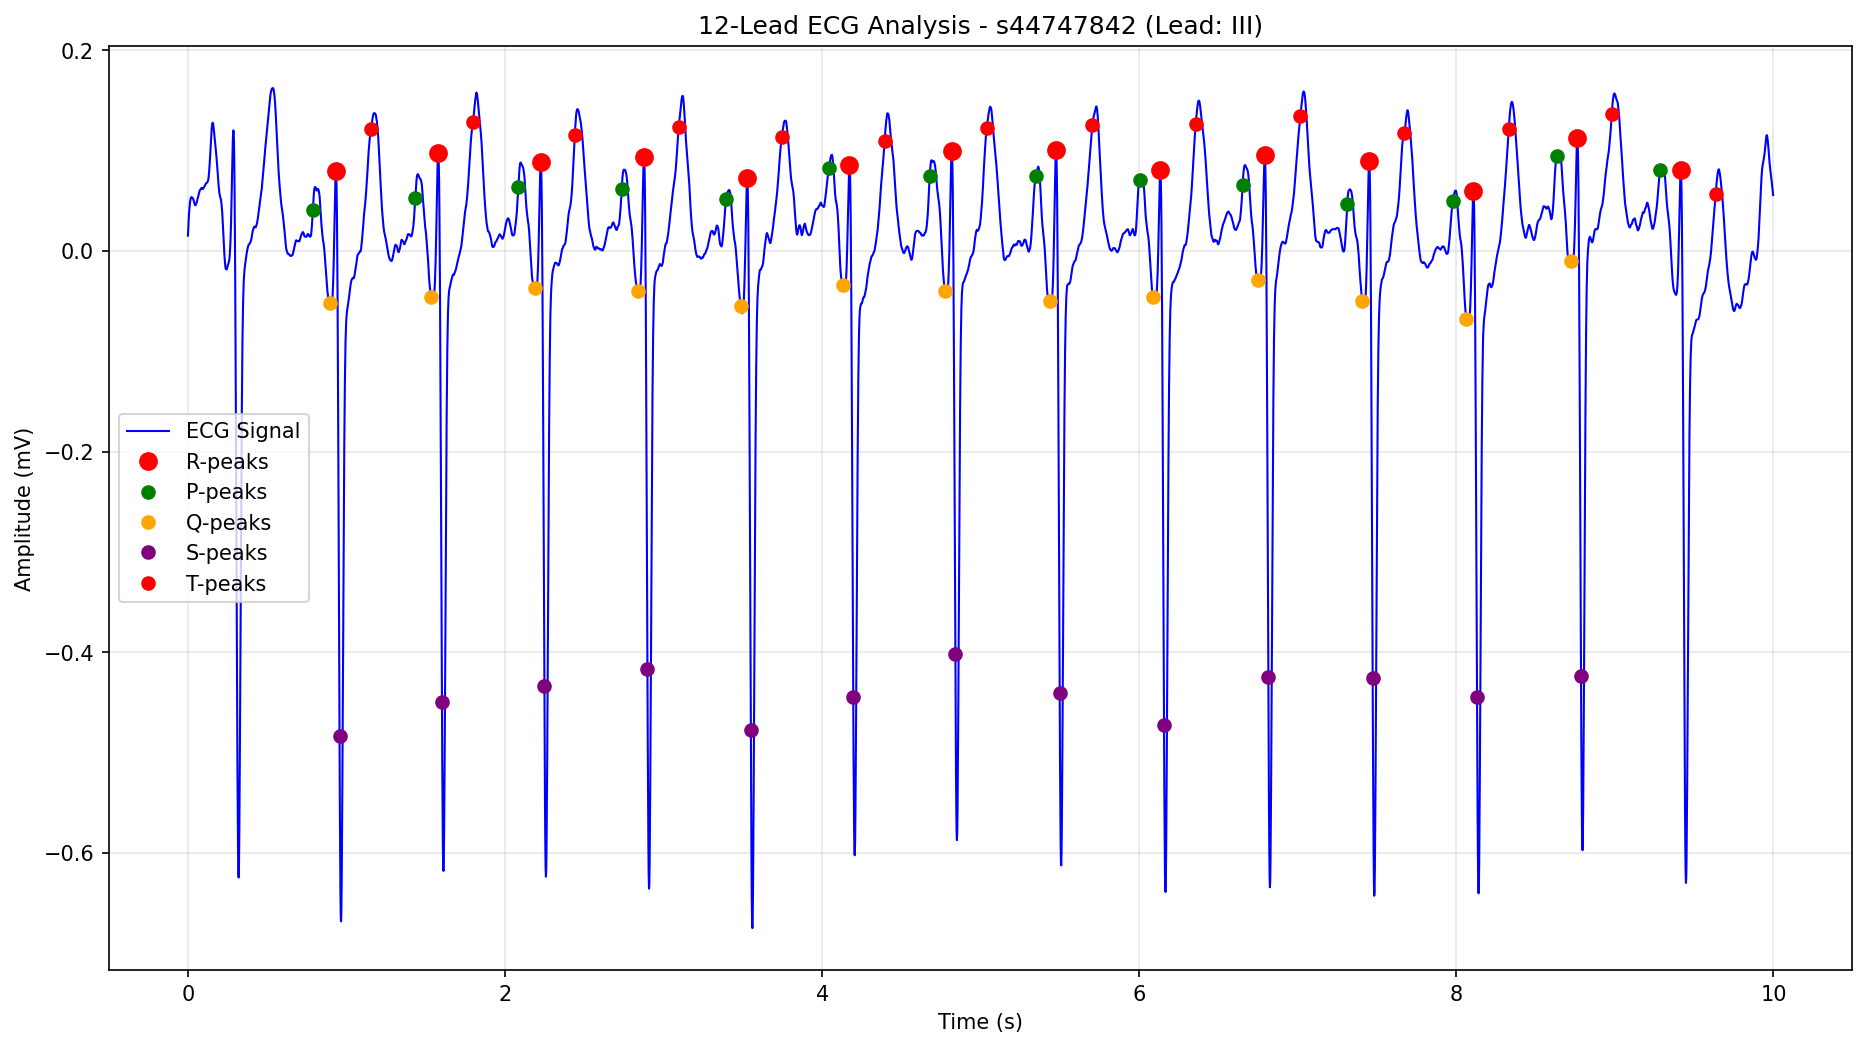 12-Lead ECG Analysis - s44747842 (Lead: III)
0.2
0.0
−0.2
−0.4
−0.6
Amplitude (mV)
ECG Signal
R-peaks
P-peaks
Q-peaks
S-peaks
T-peaks
0 2 4 6 8 10
Time (s)